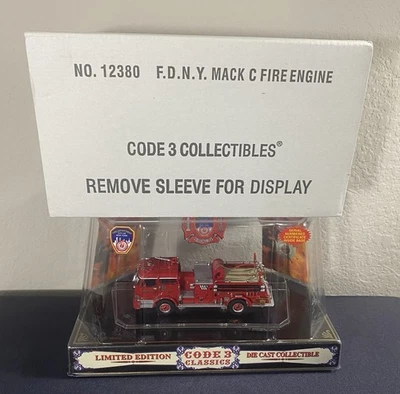 NO. 12380 F.D.N.Y. MACK C FIRE ENGINE
CODE 3 COLLECTIBLES®
REMOVE SLEEVE FOR DISPLAY
LIMITED EDITION
CODE 3
CLASSICS
DIE CAST COLLECTIBLE